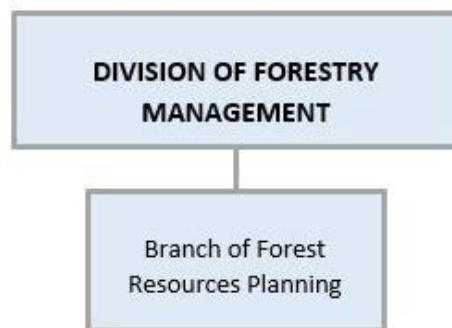 DIVISION OF FORESTRY
MANAGEMENT
Branch of Forest
Resources Planning